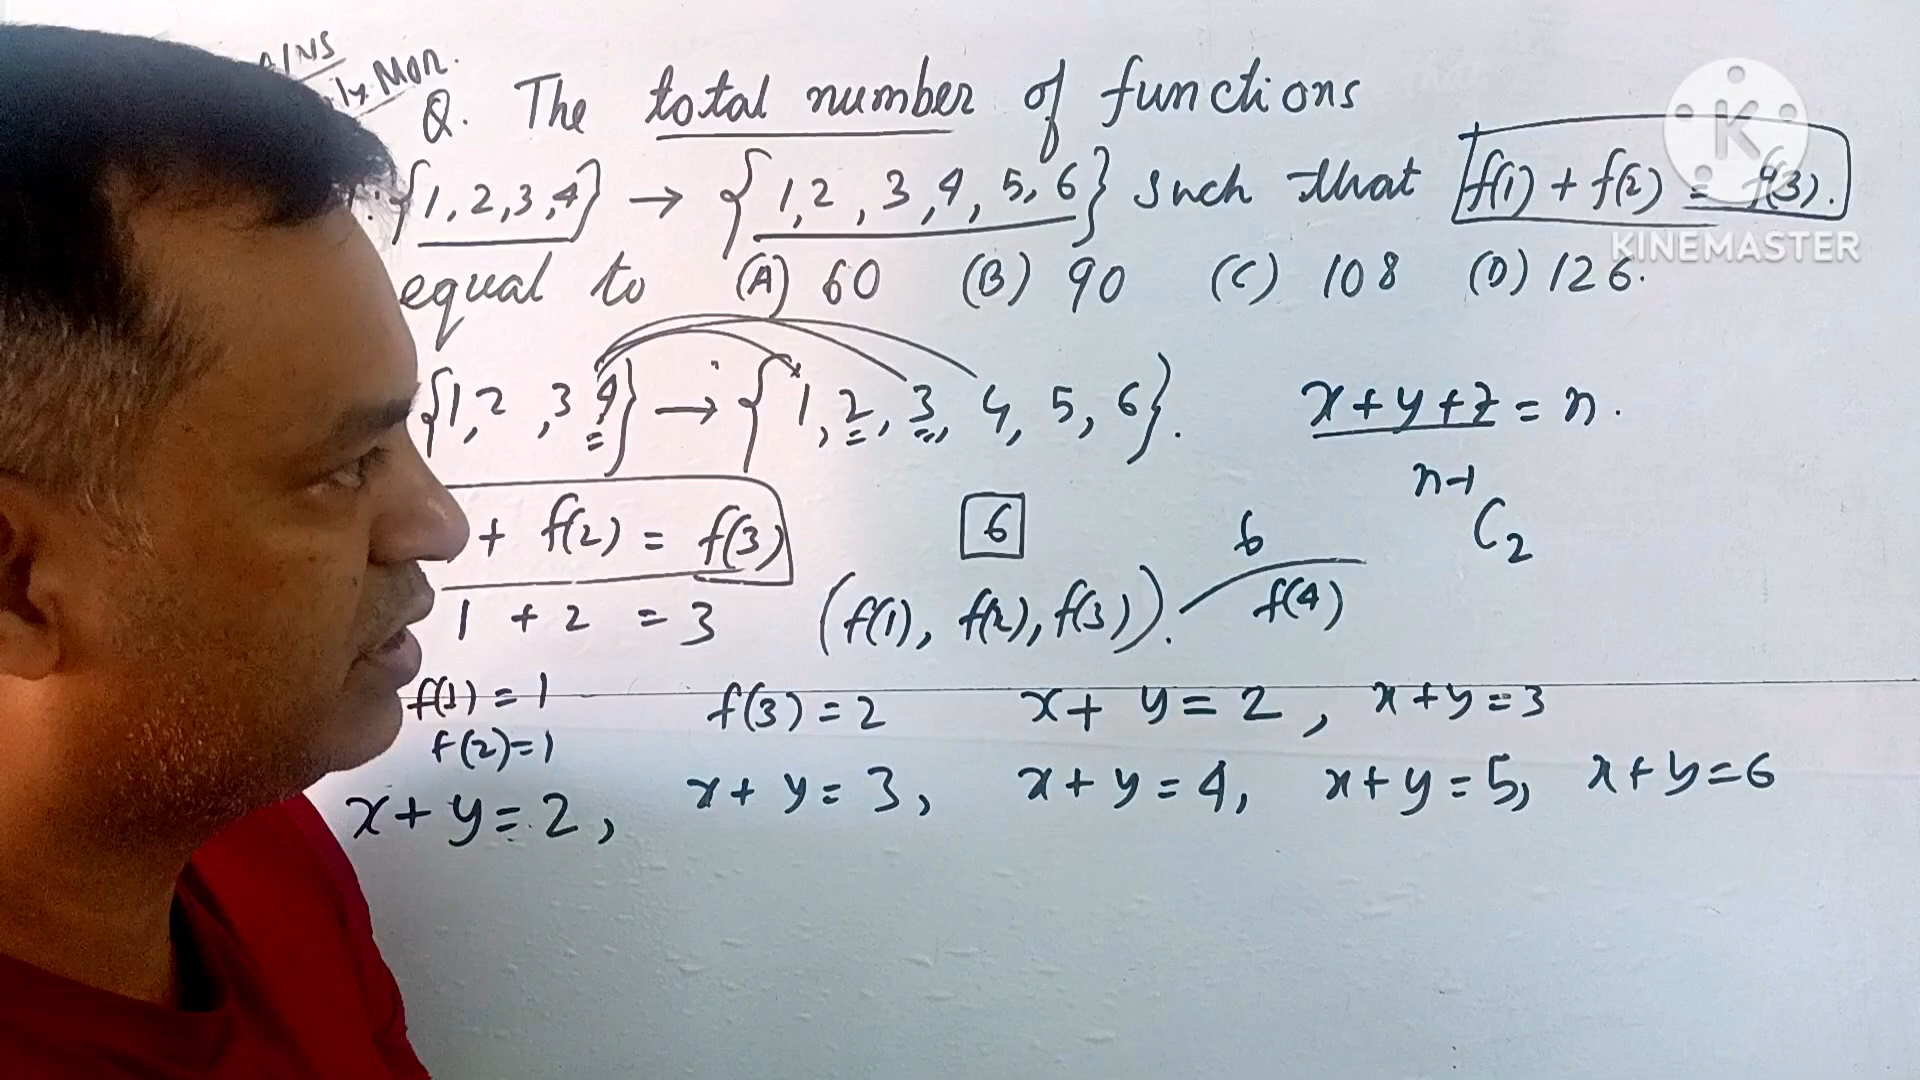 AINS
Mon.
Q. The total number of functions
: {1, 2, 3, 4} → {1, 2, 3, 4, 5, 6} such that f(1) + f(2) = f(3).
equal to (A) 60 (B) 90 (C) 108 (D) 126.
{1, 2, 3 4} → {1, 2, 3, 4, 5, 6}. x + y + z = n.
n-1C2
+ f(2) = f(3) 6 6
1 + 2 = 3 (f(1), f(2), f(3)). f(4)
f(1) = 1 f(3) = 2 x + y = 2, x + y = 3
f(2) = 1
x + y = 2, x + y = 3, x + y = 4, x + y = 5, x + y = 6
K
KINEMASTER